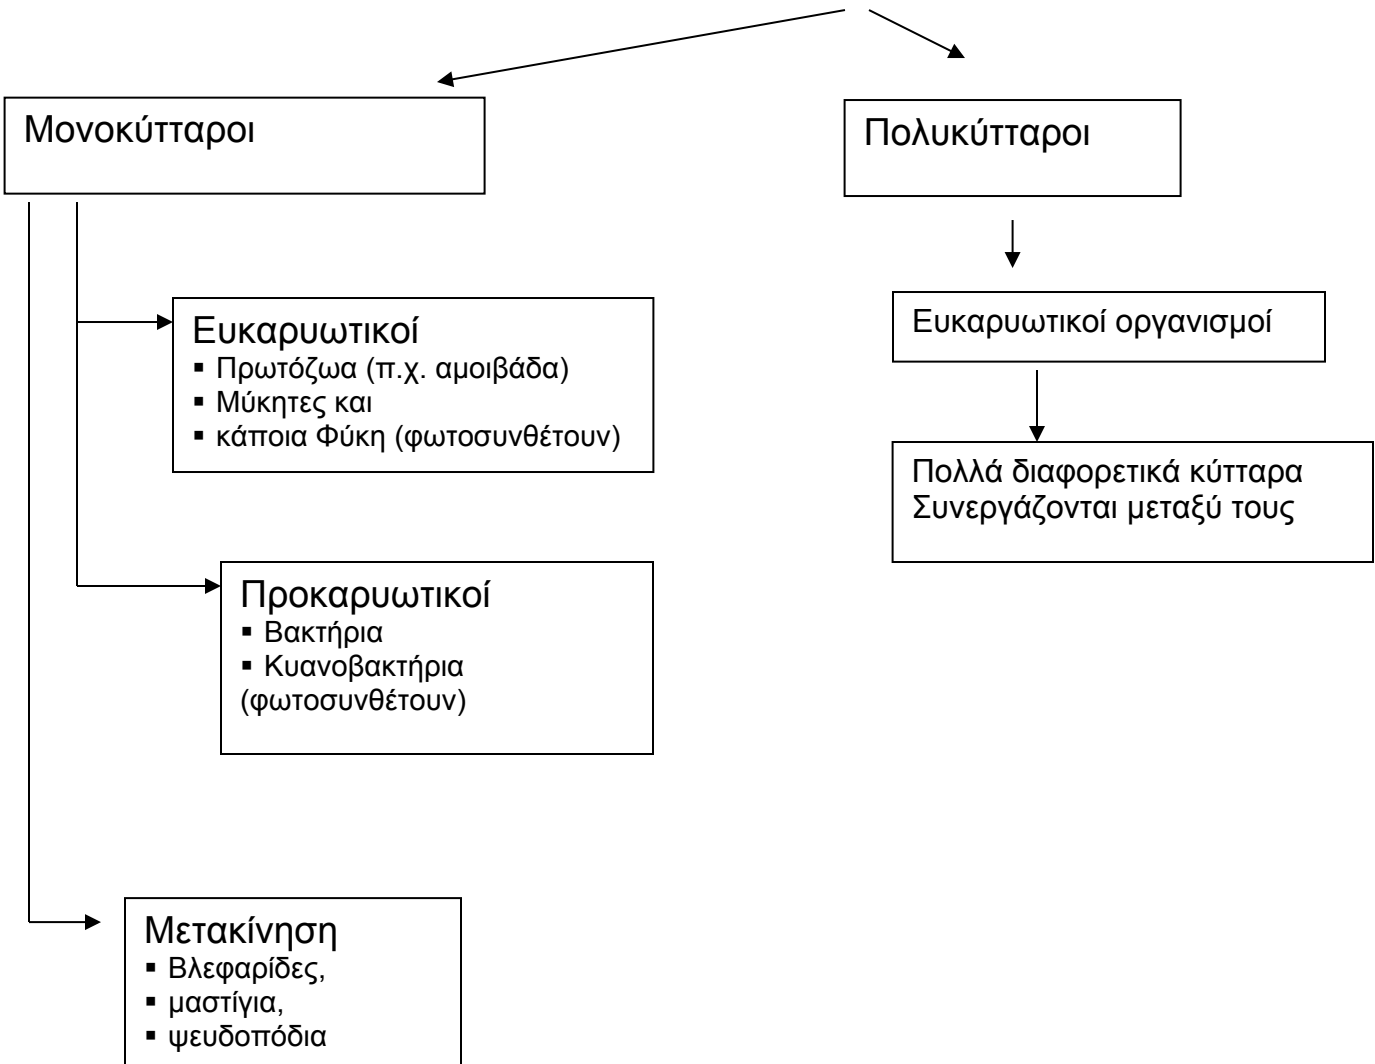 Μονοκύτταροι
Πολυκύτταροι
Ευκαρυωτικοί
▪ Πρωτόζωα (π.χ. αμοιβάδα)
▪ Μύκητες και
▪ κάποια Φύκη (φωτοσυνθέτουν)
Ευκαρυωτικοί οργανισμοί
Πολλά διαφορετικά κύτταρα
Συνεργάζονται μεταξύ τους
Προκαρυωτικοί
▪ Βακτήρια
▪ Κυανοβακτήρια
(φωτοσυνθέτουν)
Μετακίνηση
▪ Βλεφαρίδες,
▪ μαστίγια,
▪ ψευδοπόδια